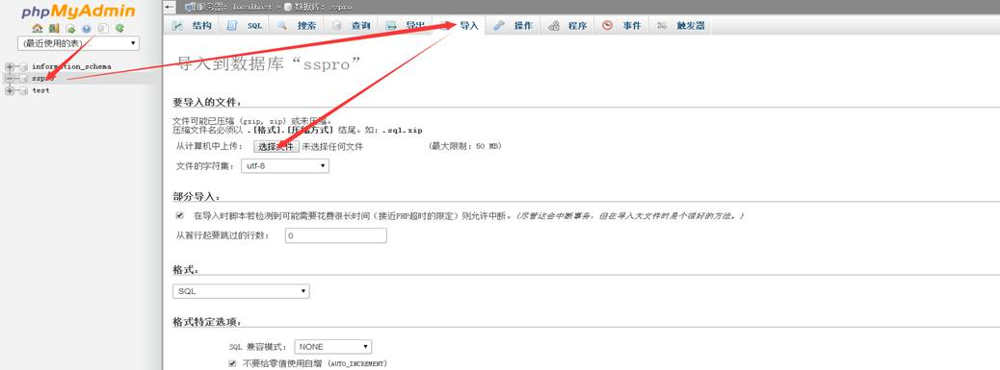 phpMyAdmin
(最近使用的表)...
information_schema
sspro
test
服务器: localhost » 数据库: sspro
结构 SQL 搜索 查询 导出 导入 操作 程序 事件 触发器
导入到数据库“sspro”
要导入的文件:
文件可能已压缩 (gzip, zip) 或未压缩。
压缩文件名必须以 .[格式].[压缩方式] 结尾。如: .sql.zip
从计算机中上传: 选择文件 未选择任何文件 (最大限制: 50 MB)
文件的字符集: utf-8
部分导入:
在导入时脚本若检测到可能需要花费很长时间 (接近PHP超时的限定) 则允许中断。(尽管这会中断事务,但在导入大文件时是个很好的方法。)
从首行起要跳过的行数: 0
格式:
SQL
格式特定选项:
SQL 兼容模式: NONE
不要给零值使用自增 (AUTO_INCREMENT)